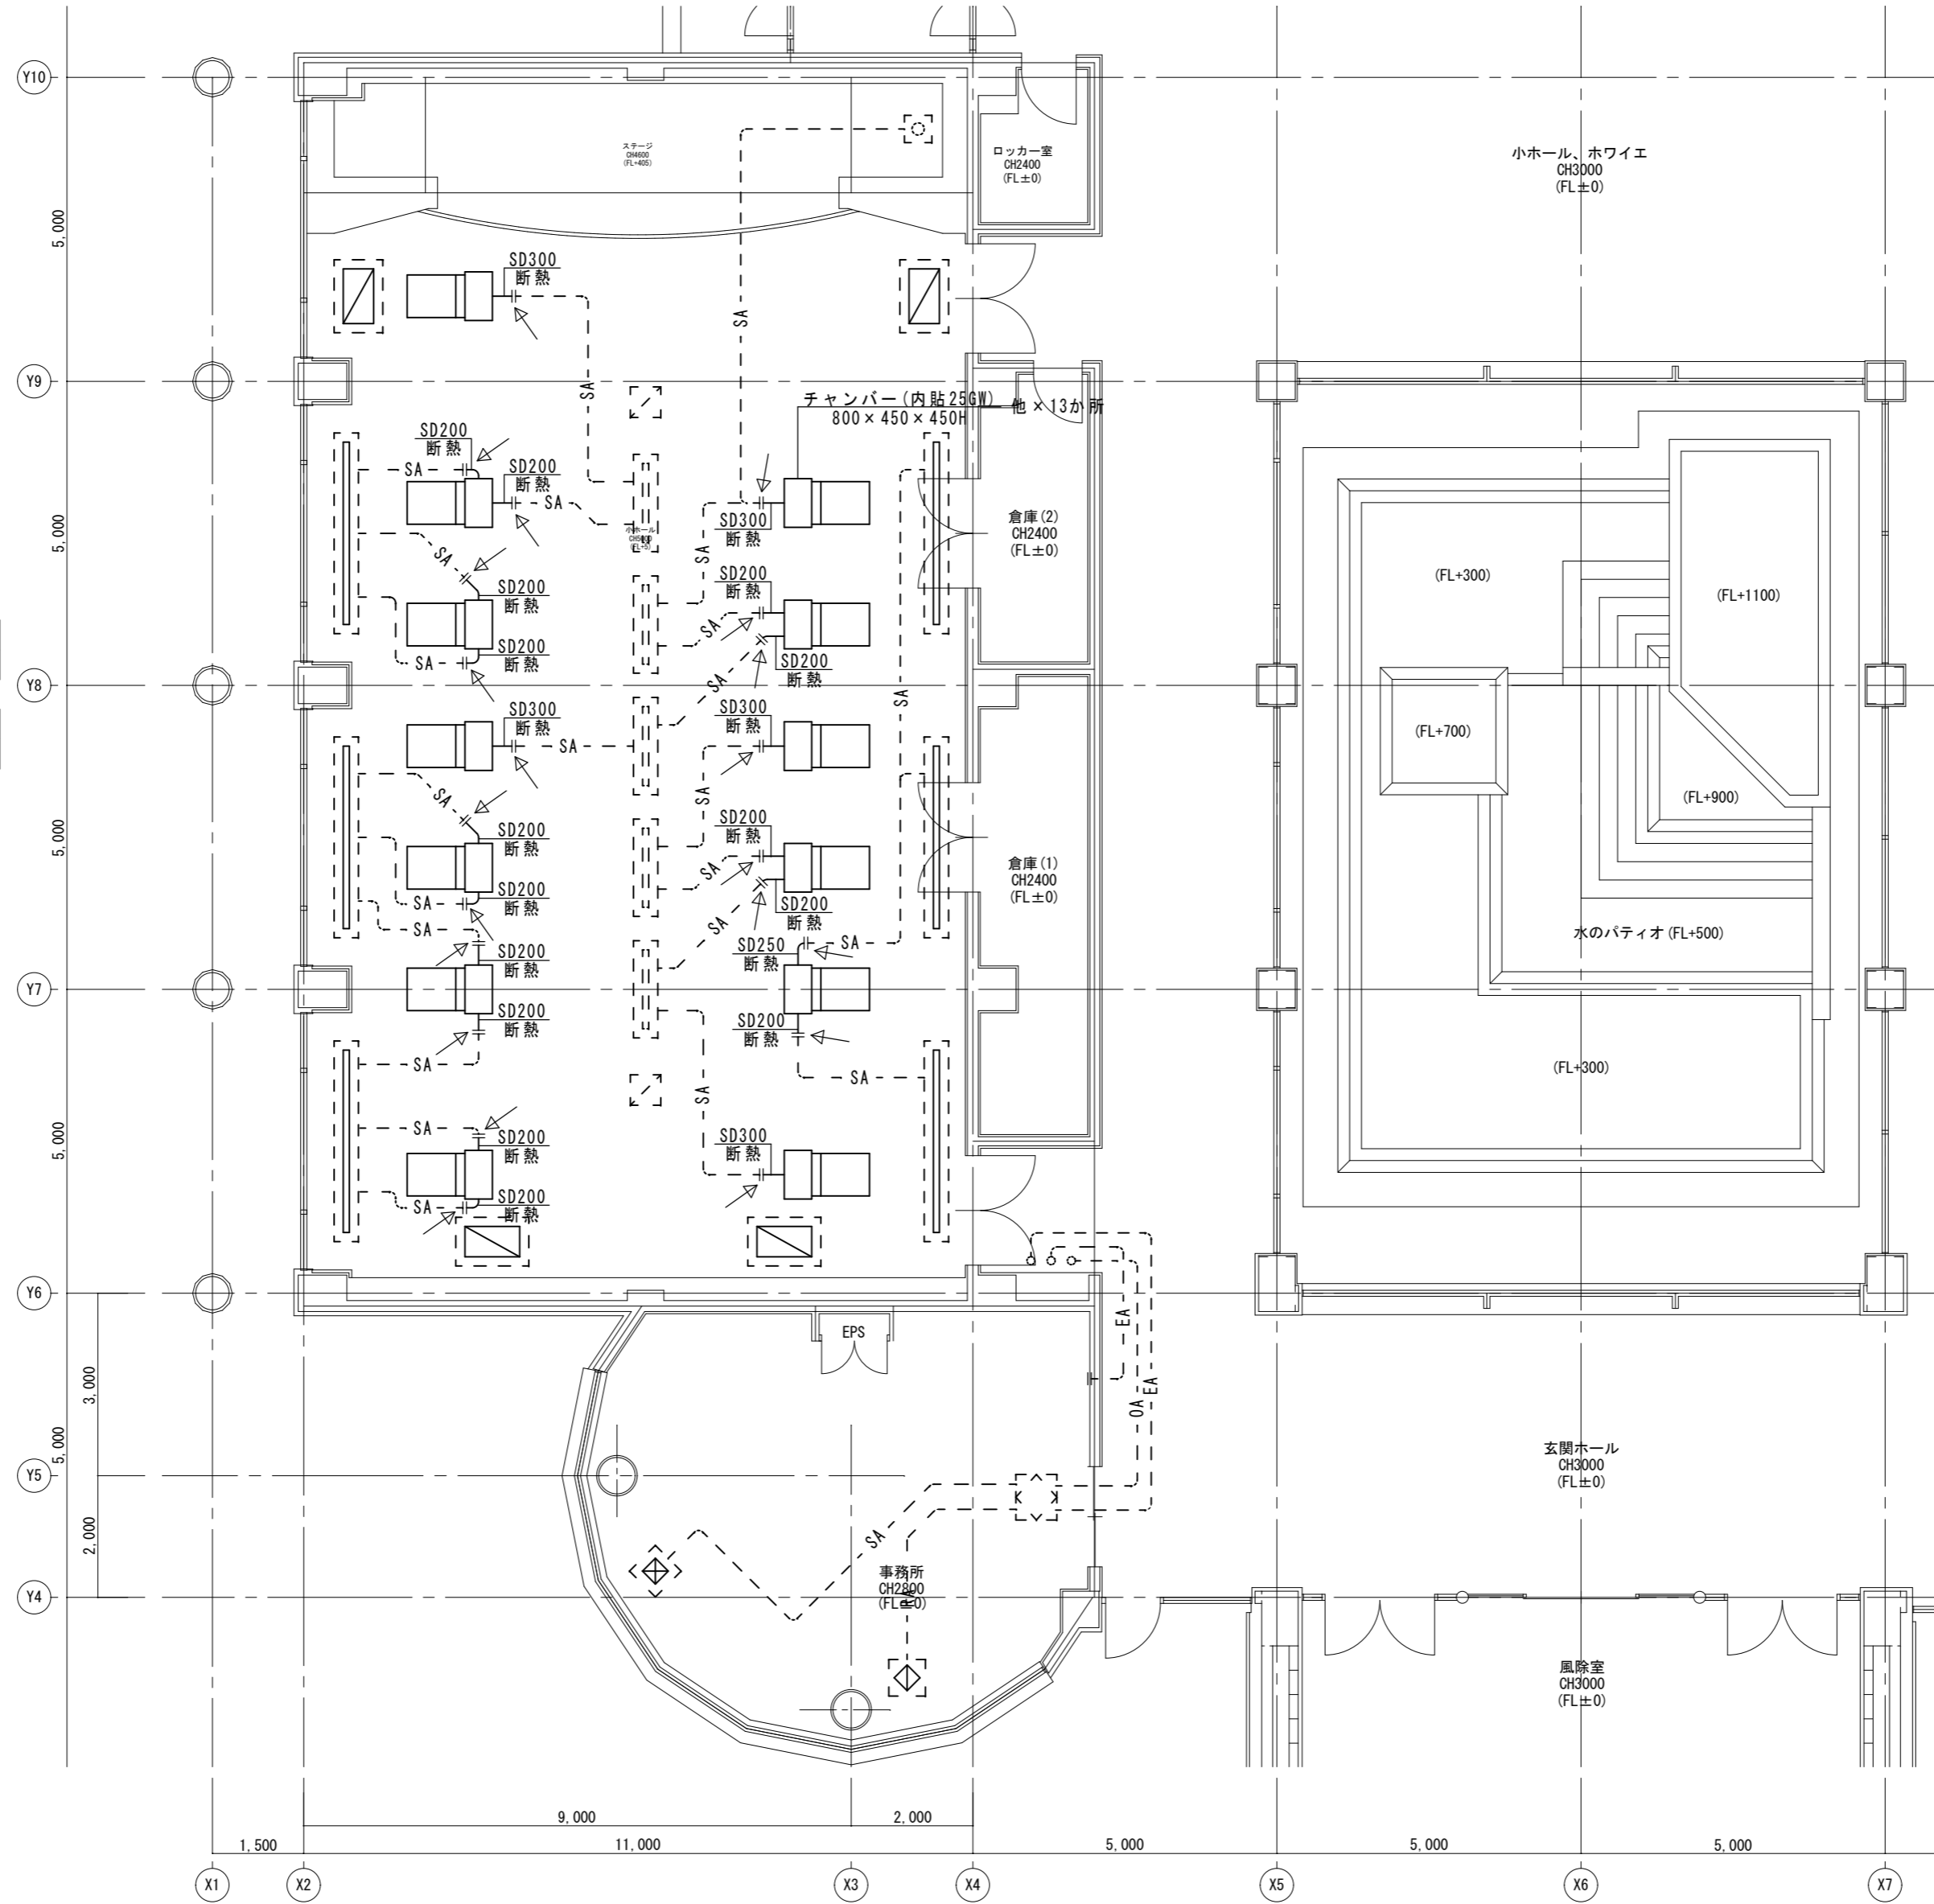 Y10
ステージ
CH4600
(FL+405)
ロッカー室
CH2400
(FL±0)
小ホール、ホワイエ
CH3000
(FL±0)
5,000
SD300
断熱
SA
Y9
SA
チャンバー(内貼25GW)
800×450×450H
他×13か所
SD200
断熱
SA
SD200
断熱
SA
5,000
小ホール
SD300
断熱
SA
倉庫(2)
CH2400
(FL±0)
SA
SD200
断熱
SD200
断熱
SA
(FL+300)
(FL+1100)
SD200
断熱
SA
SD200
断熱
SA
Y8
SD300
断熱
SA
SD300
断熱
SA
SA
(FL+700)
(FL+900)
SA
SD200
断熱
SD200
断熱
SA
5,000
SD200
断熱
SA
SD200
断熱
SA
倉庫(1)
CH2400
(FL±0)
SA
SD200
断熱
SD250
断熱
SA
水のパティオ(FL+500)
Y7
SD200
断熱
SA
SD200
断熱
SA
(FL+300)
SA
5,000
SA
SD200
断熱
SD300
断熱
SA
SD200
断熱
Y6
EPS
EA
OA
EA
3,000
5,000
2,000
Y5
玄関ホール
CH3000
(FL±0)
SA
事務所
CH2800
(FL±0)
RA
Y4
風除室
CH3000
(FL±0)
9,000
2,000
1,500
11,000
5,000
5,000
5,000
X1
X2
X3
X4
X5
X6
X7